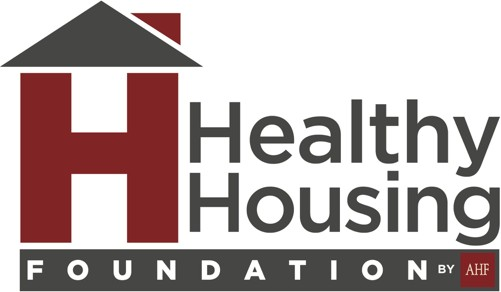 H Healthy
Housing
FOUNDATION BY AHF